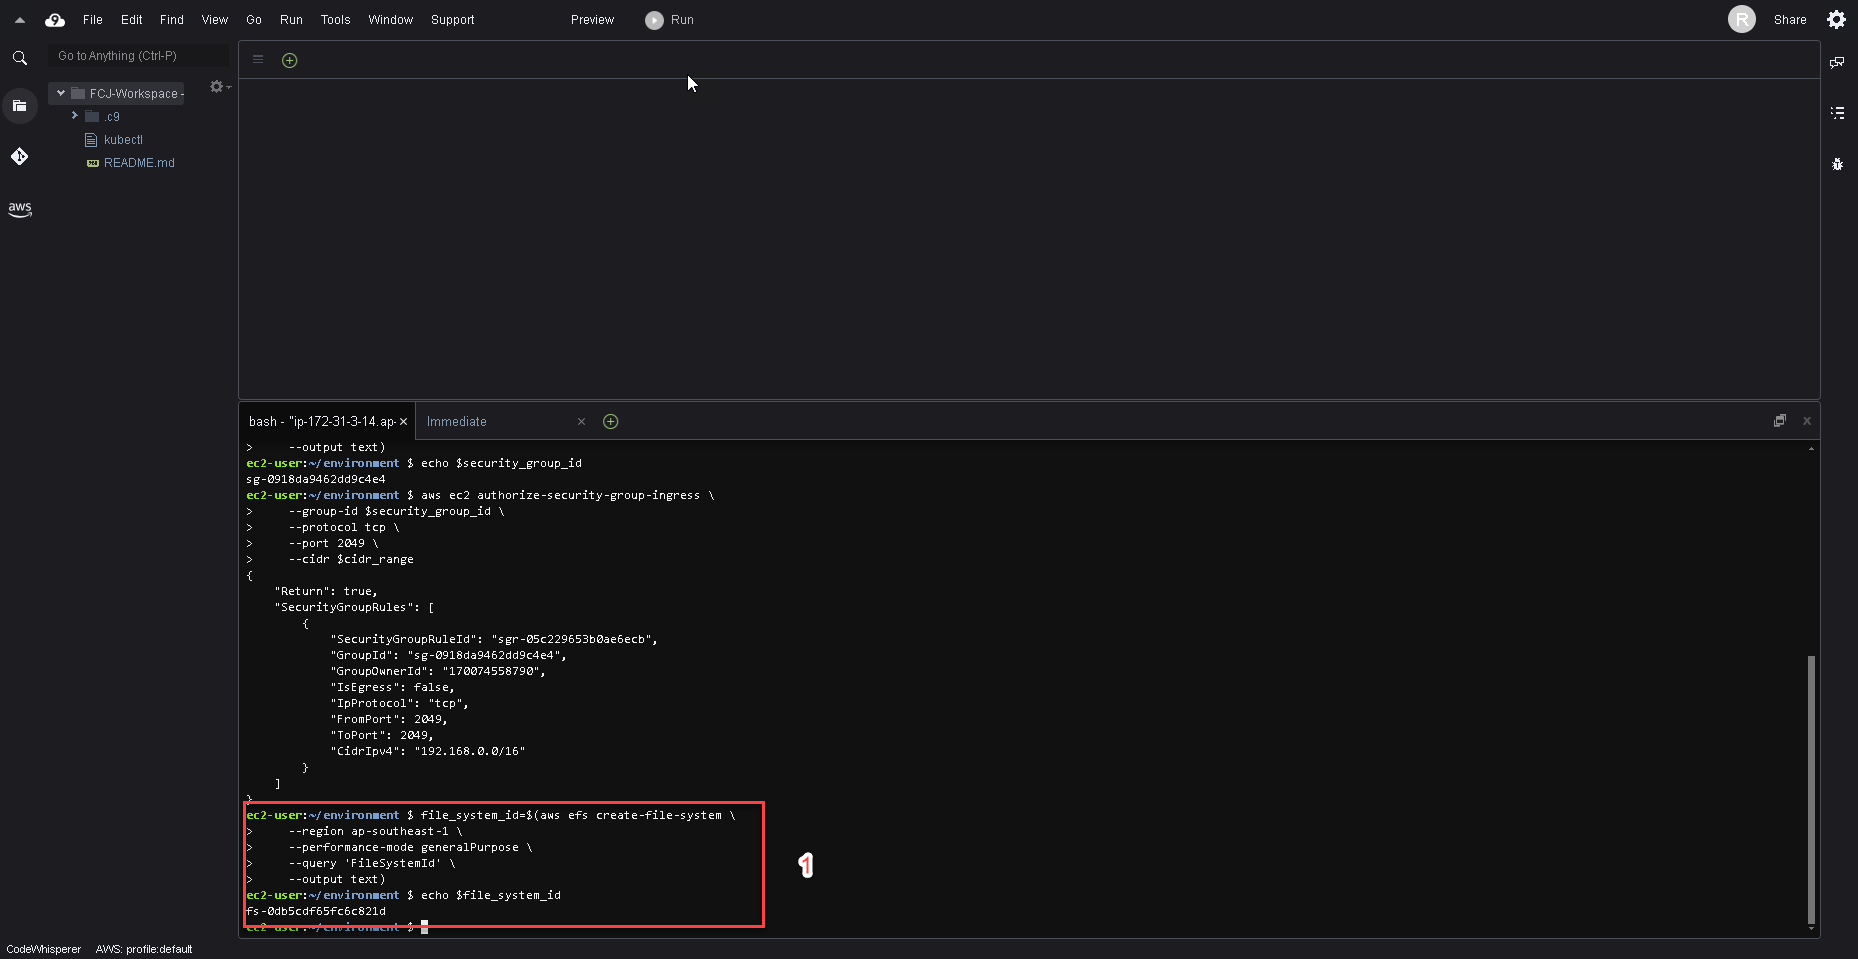 File Edit Find View Go Run Tools Window Support Preview Run R Share
Go to Anything (Ctrl-P)
FCJ-Workspace -
.c9
kubectl
README.md
aws
bash - "ip-172-31-3-14.ap- Immediate
>     --output text)
ec2-user:~/environment $ echo $security_group_id
sg-0918da9462dd9c4e4
ec2-user:~/environment $ aws ec2 authorize-security-group-ingress \
>     --group-id $security_group_id \
>     --protocol tcp \
>     --port 2049 \
>     --cidr $cidr_range
{
    "Return": true,
    "SecurityGroupRules": [
        {
            "SecurityGroupRuleId": "sgr-05c229653b0ae6ecb",
            "GroupId": "sg-0918da9462dd9c4e4",
            "GroupOwnerId": "170074558790",
            "IsEgress": false,
            "IpProtocol": "tcp",
            "FromPort": 2049,
            "ToPort": 2049,
            "CidrIpv4": "192.168.0.0/16"
        }
    ]
}
ec2-user:~/environment $ file_system_id=$(aws efs create-file-system \
>     --region ap-southeast-1 \
>     --performance-mode generalPurpose \
>     --query 'FileSystemId' \
>     --output text)
ec2-user:~/environment $ echo $file_system_id
fs-0db5cdf65fc6c821d
ec2-user:~/environment $
1
CodeWhisperer AWS: profile:default